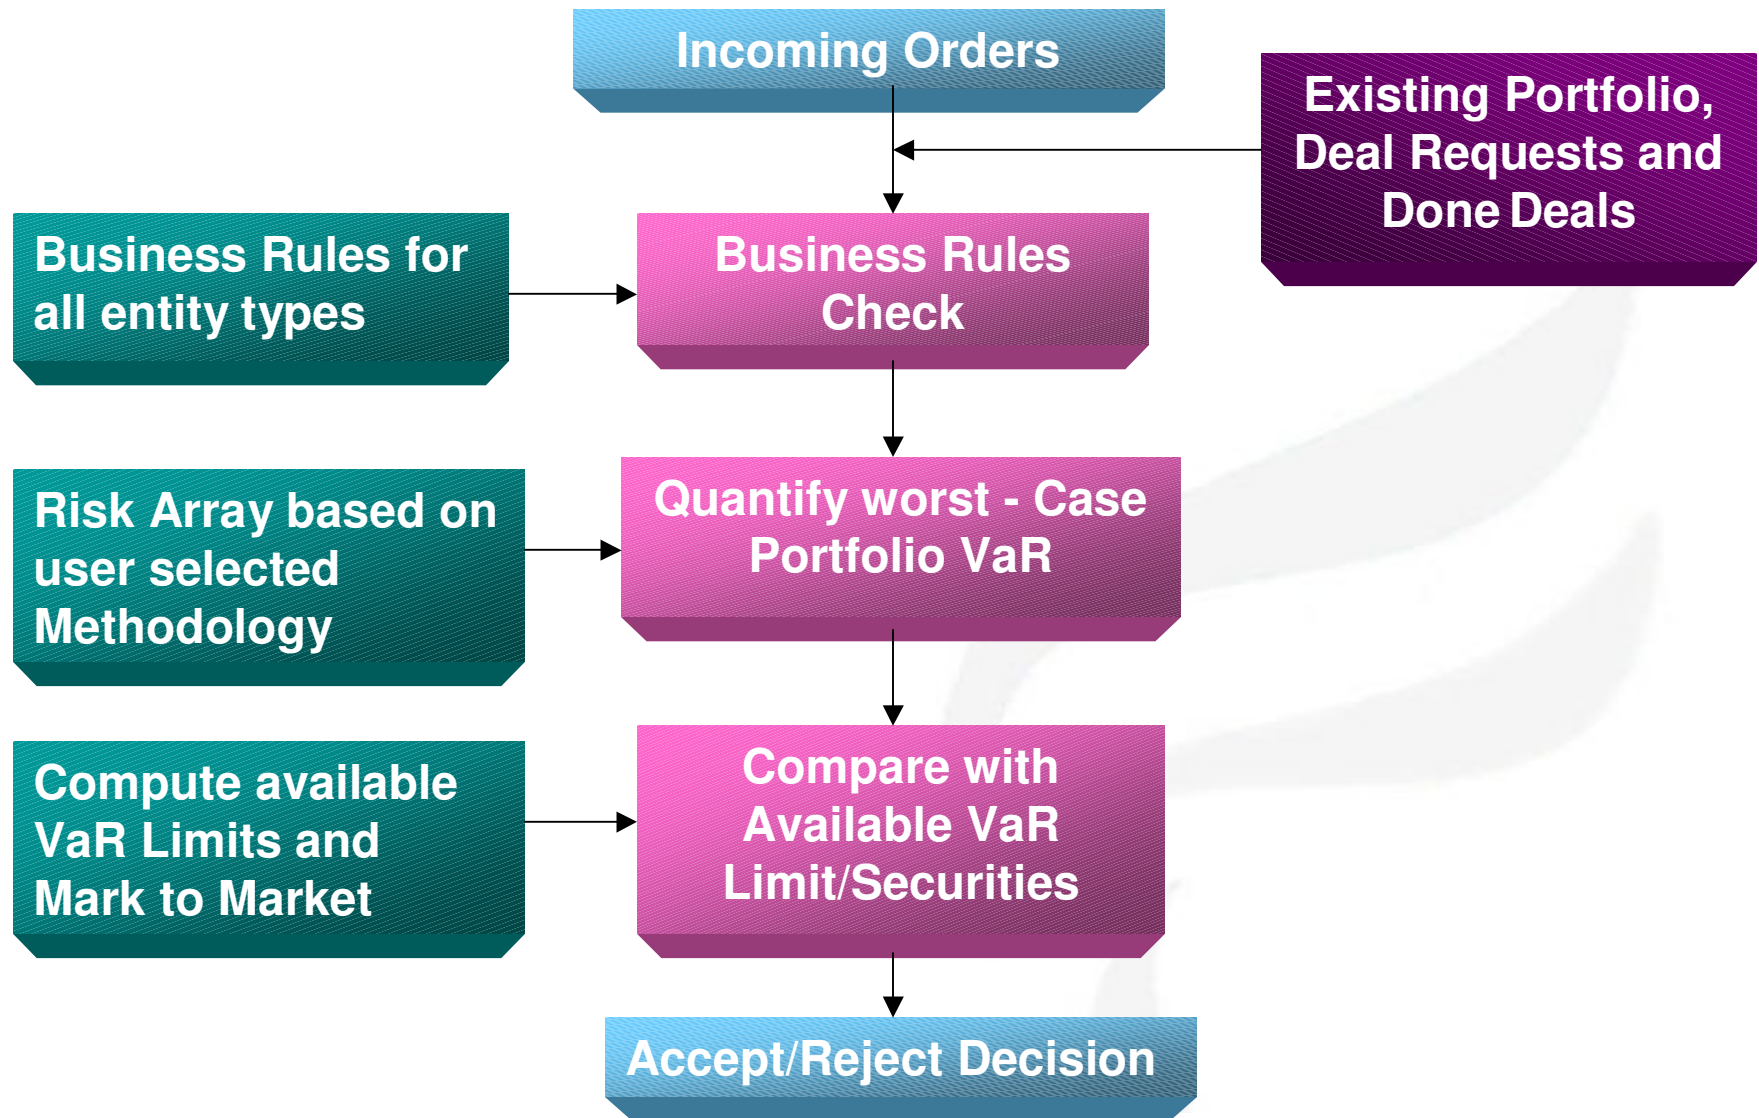 Incoming Orders
Existing Portfolio,
Deal Requests and
Done Deals
Business Rules for
all entity types
Business Rules
Check
Risk Array based on
user selected
Methodology
Quantify worst - Case
Portfolio VaR
Compute available
VaR Limits and
Mark to Market
Compare with
Available VaR
Limit/Securities
Accept/Reject Decision